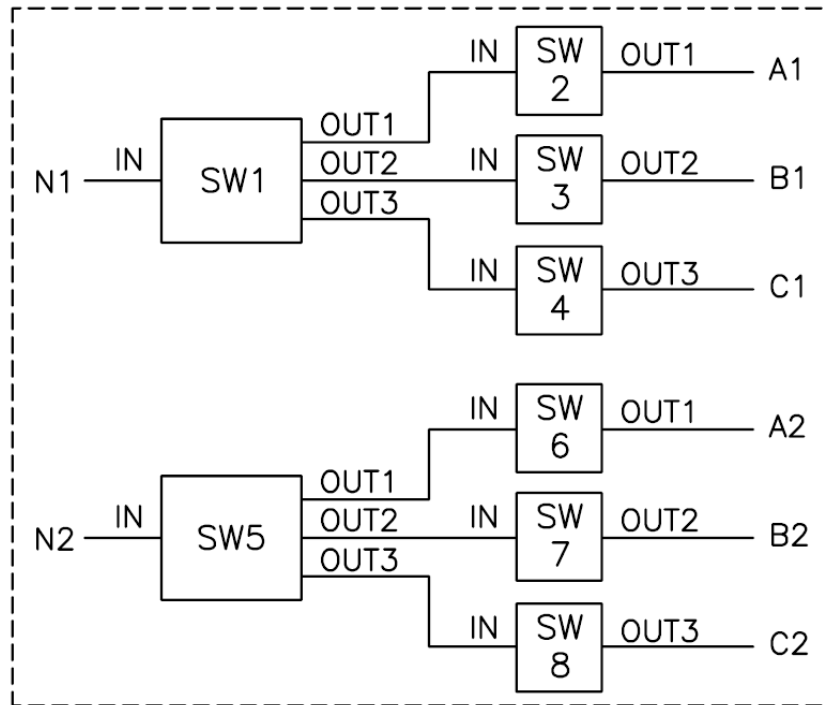 IN SW OUT1 A1
2
OUT1
N1 IN SW1 OUT2 IN SW OUT2 B1
3
OUT3
IN SW OUT3 C1
4
IN SW OUT1 A2
6
OUT1
N2 IN SW5 OUT2 IN SW OUT2 B2
7
OUT3
IN SW OUT3 C2
8